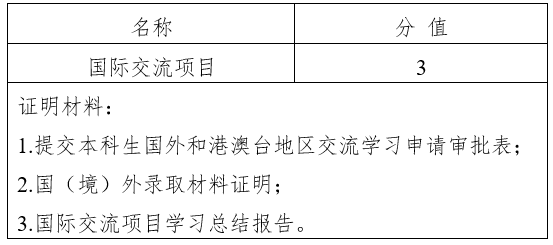 名称 分 值
国际交流项目 3
证明材料：
1.提交本科生国外和港澳台地区交流学习申请审批表；
2.国（境）外录取材料证明；
3.国际交流项目学习总结报告。